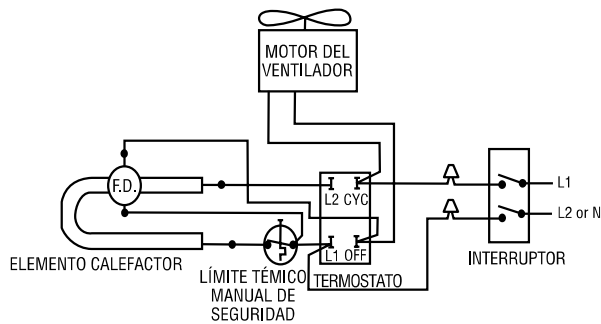 MOTOR DEL
VENTILADOR
F.D.
L2 CYC
L1 OFF
L1
L2 or N
ELEMENTO CALEFACTOR
LÍMITE TÉMICO
MANUAL DE
SEGURIDAD
TERMOSTATO
INTERRUPTOR